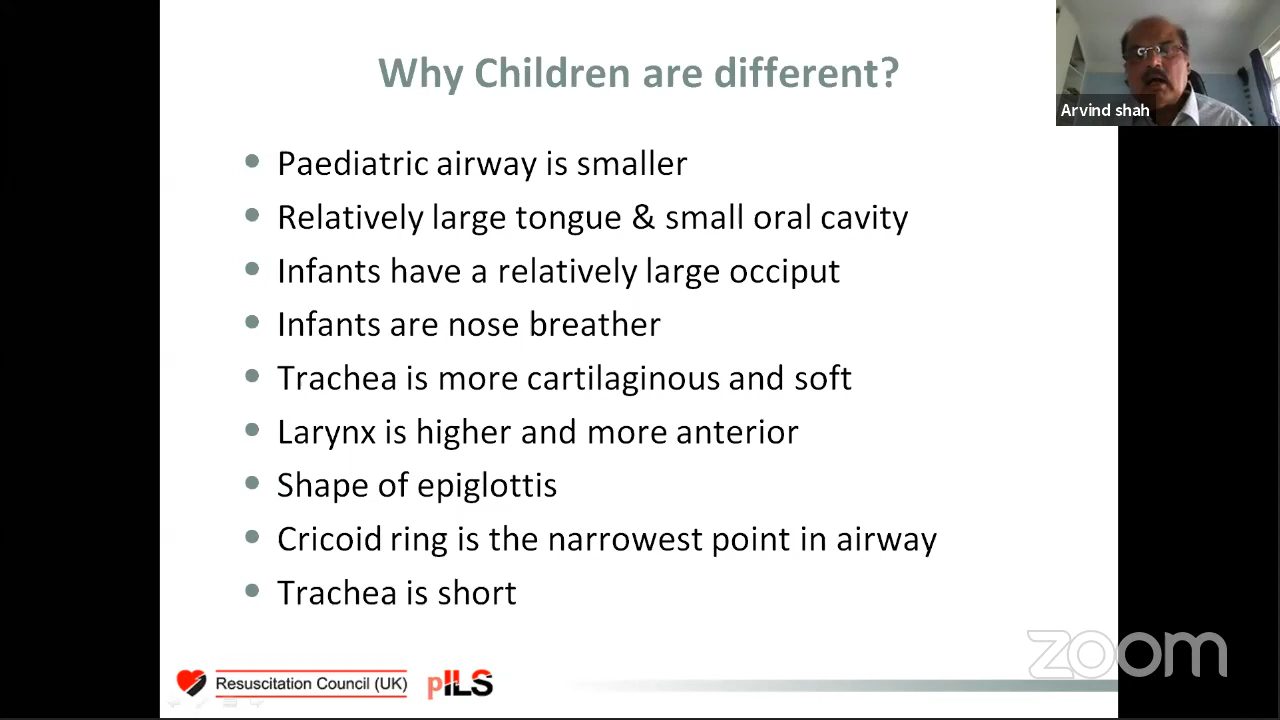 Why Children are different?
Arvind shah
Paediatric airway is smaller
Relatively large tongue & small oral cavity
Infants have a relatively large occiput
Infants are nose breather
Trachea is more cartilaginous and soft
Larynx is higher and more anterior
Shape of epiglottis
Cricoid ring is the narrowest point in airway
Trachea is short
Resuscitation Council (UK)
pILS
zoom